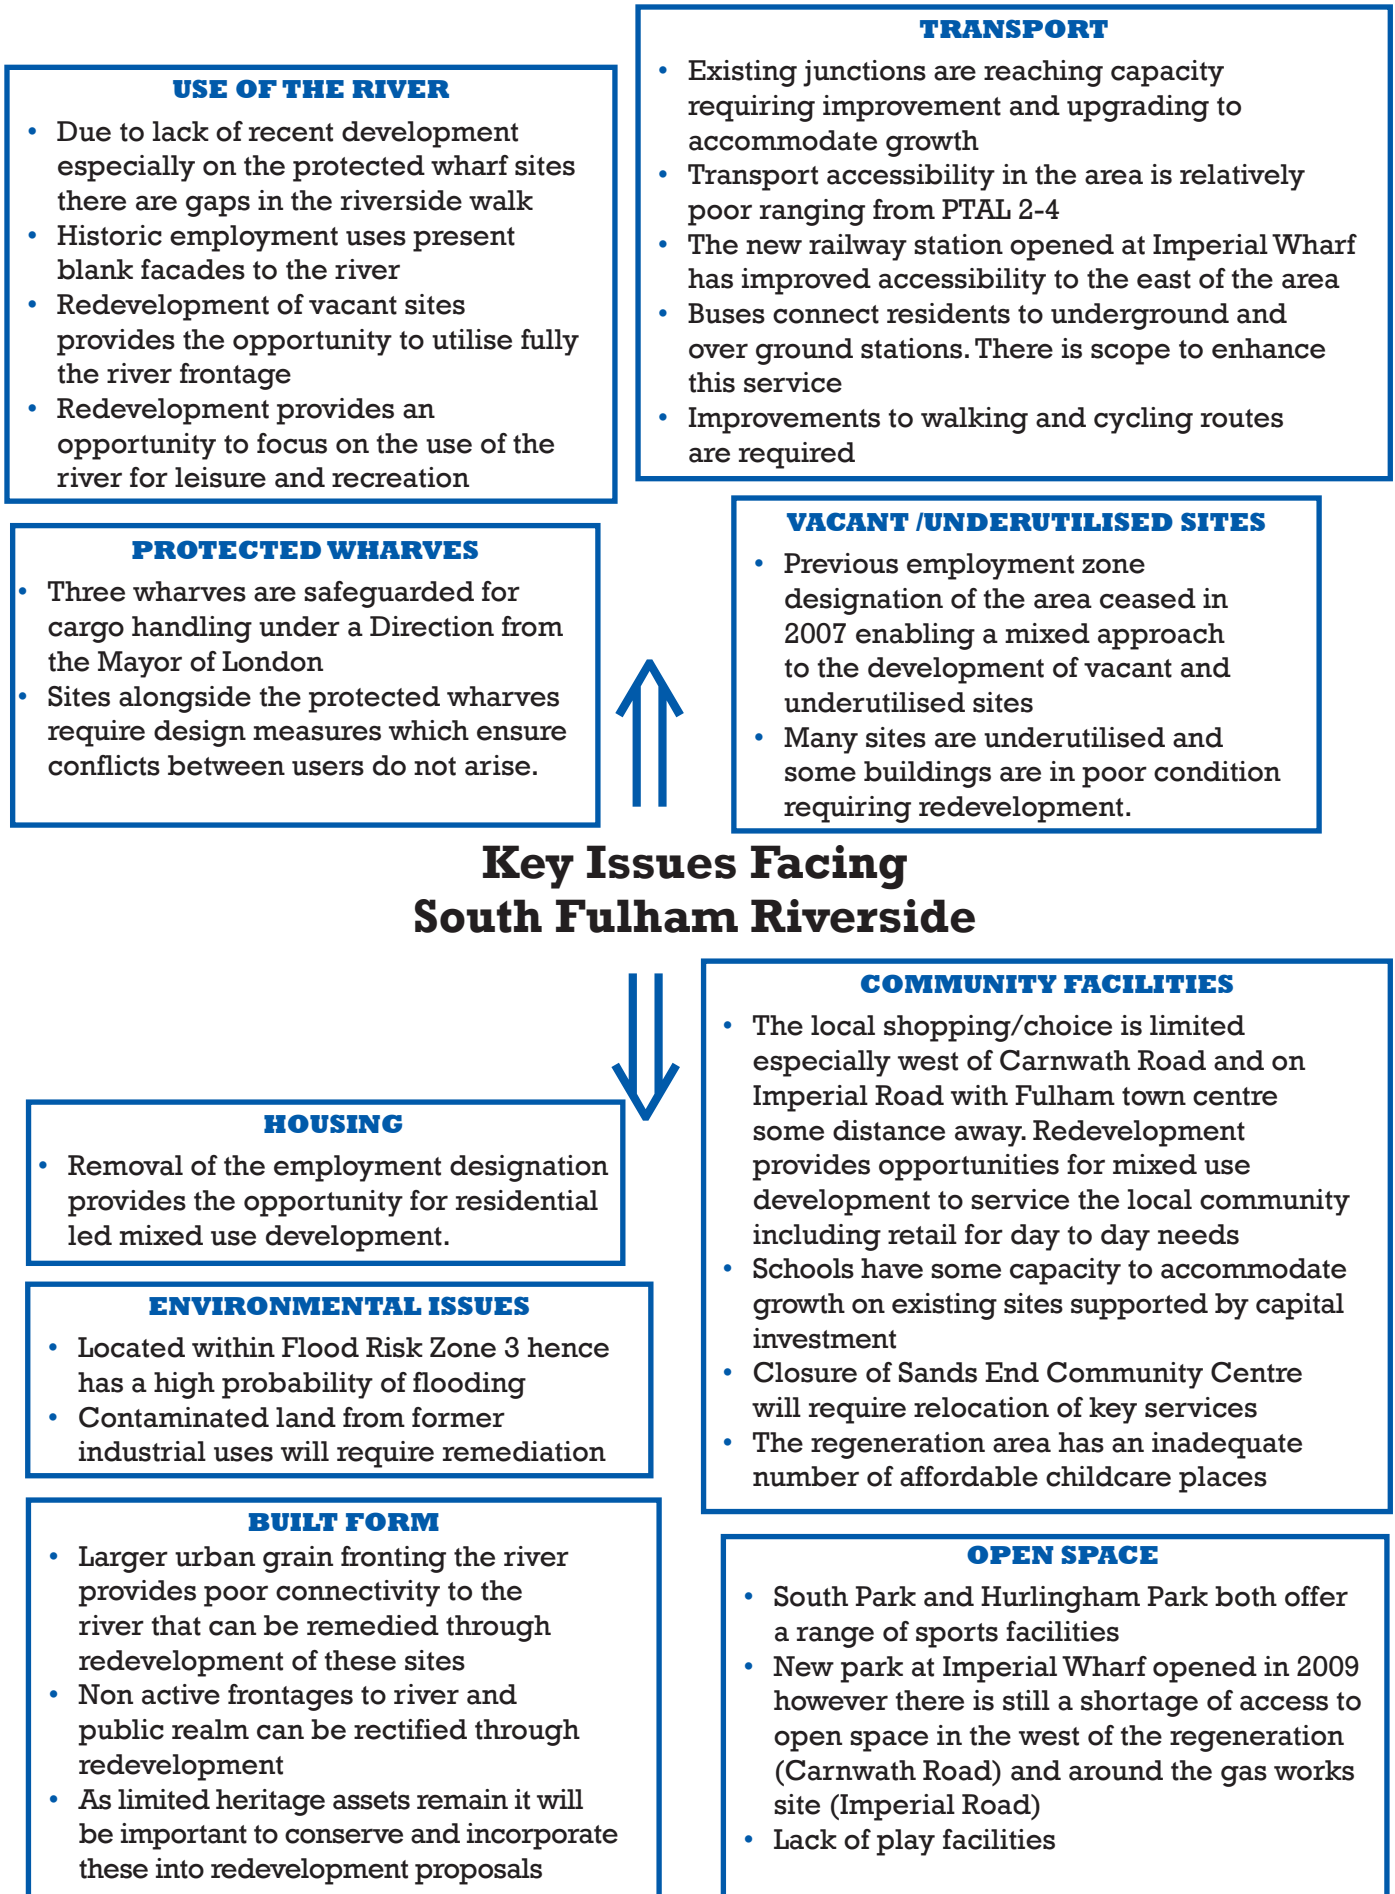 USE OF THE RIVER
• Due to lack of recent development
especially on the protected wharf sites
there are gaps in the riverside walk
• Historic employment uses present
blank facades to the river
• Redevelopment of vacant sites
provides the opportunity to utilise fully
the river frontage
• Redevelopment provides an
opportunity to focus on the use of the
river for leisure and recreation
TRANSPORT
• Existing junctions are reaching capacity
requiring improvement and upgrading to
accommodate growth
• Transport accessibility in the area is relatively
poor ranging from PTAL 2-4
• The new railway station opened at Imperial Wharf
has improved accessibility to the east of the area
• Buses connect residents to underground and
over ground stations. There is scope to enhance
this service
• Improvements to walking and cycling routes
are required
PROTECTED WHARVES
• Three wharves are safeguarded for
cargo handling under a Direction from
the Mayor of London
• Sites alongside the protected wharves
require design measures which ensure
conflicts between users do not arise.
VACANT /UNDERUTILISED SITES
• Previous employment zone
designation of the area ceased in
2007 enabling a mixed approach
to the development of vacant and
underutilised sites
• Many sites are underutilised and
some buildings are in poor condition
requiring redevelopment.
Key Issues Facing
South Fulham Riverside
HOUSING
• Removal of the employment designation
provides the opportunity for residential
led mixed use development.
ENVIRONMENTAL ISSUES
• Located within Flood Risk Zone 3 hence
has a high probability of flooding
• Contaminated land from former
industrial uses will require remediation
BUILT FORM
• Larger urban grain fronting the river
provides poor connectivity to the
river that can be remedied through
redevelopment of these sites
• Non active frontages to river and
public realm can be rectified through
redevelopment
• As limited heritage assets remain it will
be important to conserve and incorporate
these into redevelopment proposals
COMMUNITY FACILITIES
• The local shopping/choice is limited
especially west of Carnwath Road and on
Imperial Road with Fulham town centre
some distance away. Redevelopment
provides opportunities for mixed use
development to service the local community
including retail for day to day needs
• Schools have some capacity to accommodate
growth on existing sites supported by capital
investment
• Closure of Sands End Community Centre
will require relocation of key services
• The regeneration area has an inadequate
number of affordable childcare places
OPEN SPACE
• South Park and Hurlingham Park both offer
a range of sports facilities
• New park at Imperial Wharf opened in 2009
however there is still a shortage of access to
open space in the west of the regeneration
(Carnwath Road) and around the gas works
site (Imperial Road)
• Lack of play facilities